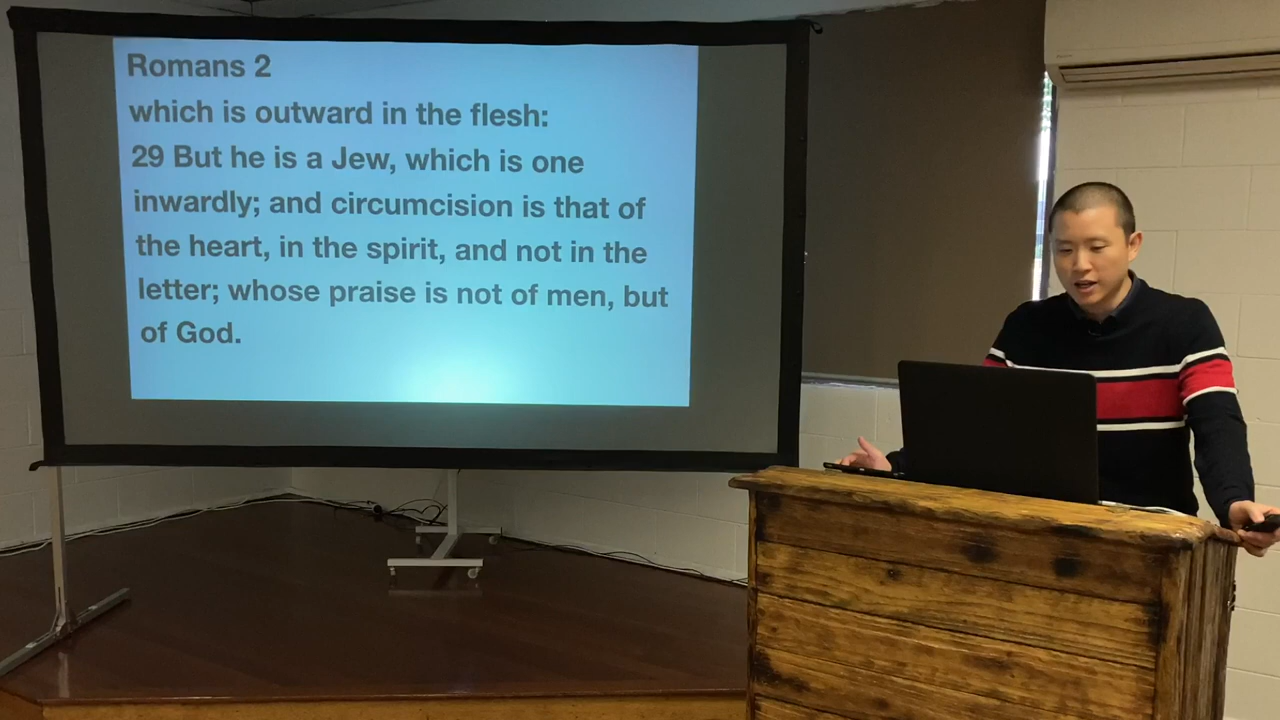 Romans 2
which is outward in the flesh:
29 But he is a Jew, which is one
inwardly; and circumcision is that of
the heart, in the spirit, and not in the
letter; whose praise is not of men, but
of God.